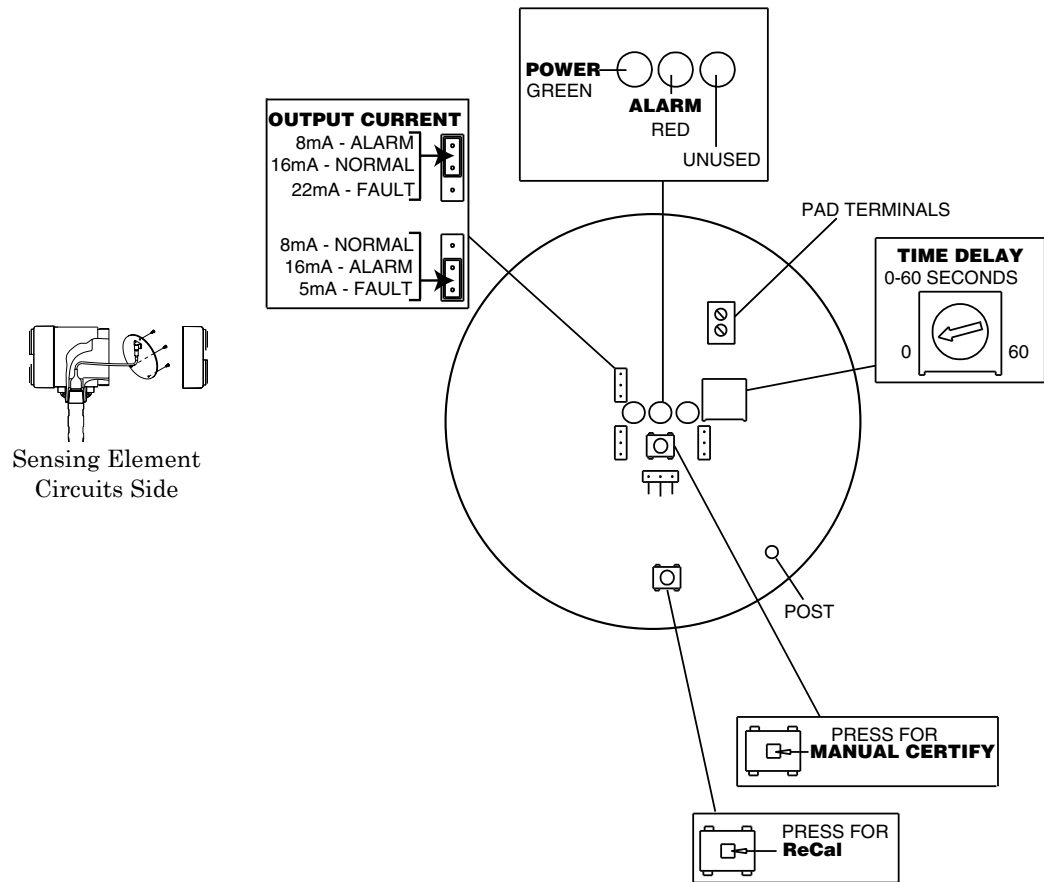 POWER
GREEN
ALARM
RED
UNUSED
OUTPUT CURRENT
8mA - ALARM
16mA - NORMAL
22mA - FAULT
8mA - NORMAL
16mA - ALARM
5mA - FAULT
PAD TERMINALS
TIME DELAY
0-60 SECONDS
0
60
Sensing Element
Circuits Side
POST
PRESS FOR
MANUAL CERTIFY
PRESS FOR
ReCal